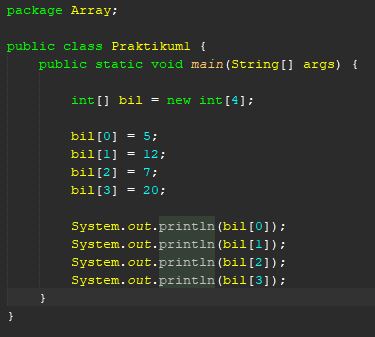 package Array;
public class Praktikum1 {
public static void main(String[] args) {
int[] bil = new int[4];
bil[0] = 5;
bil[1] = 12;
bil[2] = 7;
bil[3] = 20;
System.out.println(bil[0]);
System.out.println(bil[1]);
System.out.println(bil[2]);
System.out.println(bil[3]);
}
}